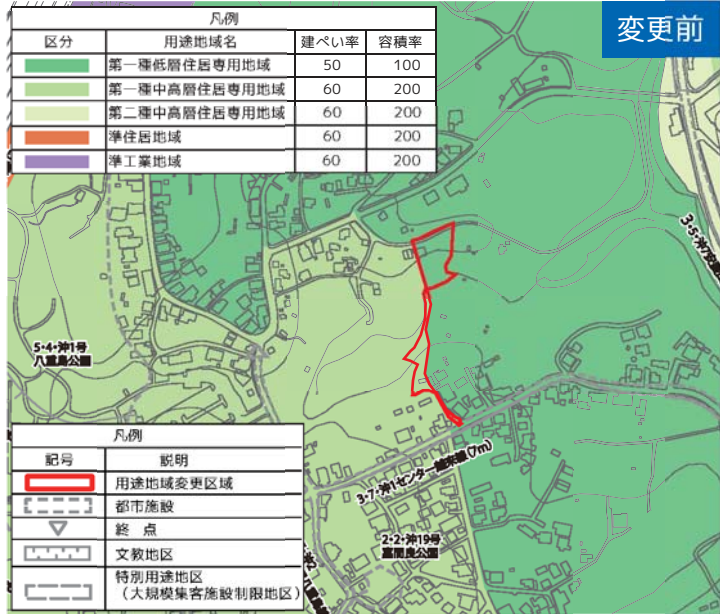 変更前
凡例
区分 用途地域名 建ぺい率 容積率
第一種低層住居専用地域 50 100
第一種中高層住居専用地域 60 200
第二種中高層住居専用地域 60 200
準住居地域 60 200
準工業地域 60 200
5・4・沖1号
八重島公園
3・7・沖1センター越来線(7m)
2・2・沖19号
嘉間良公園
凡例
記号 説明
用途地域変更区域
都市施設
終 点
文教地区
特別用途地区
(大規模集客施設制限地区)